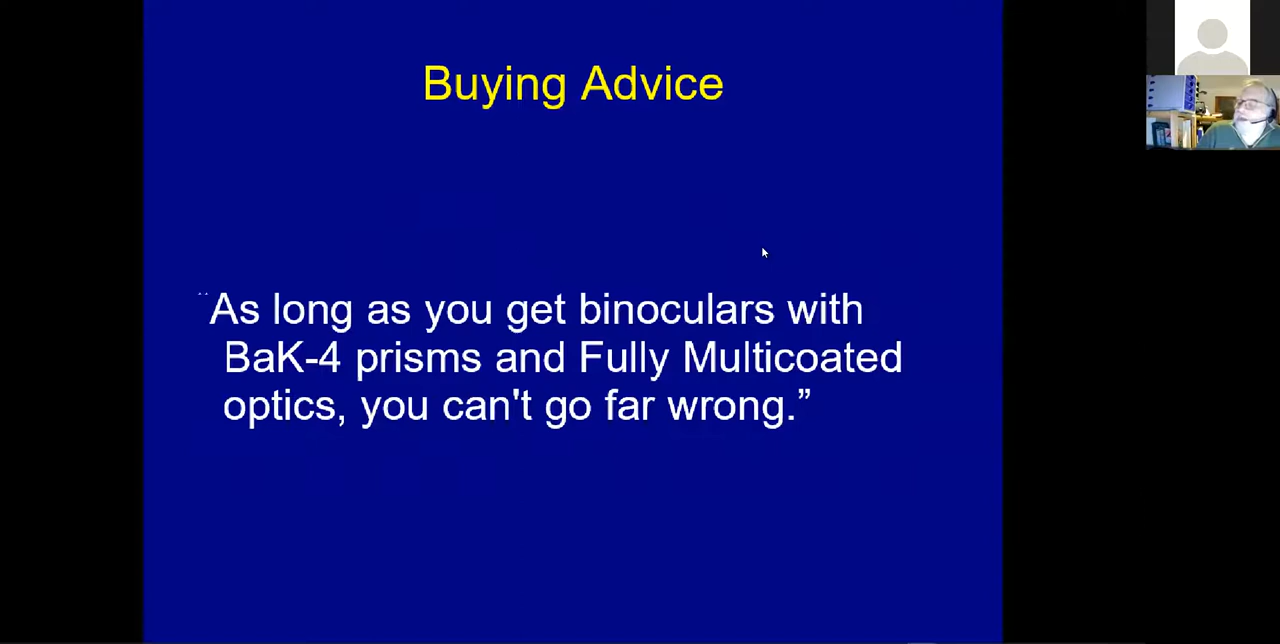 Buying Advice
¨As long as you get binoculars with
BaK-4 prisms and Fully Multicoated
optics, you can't go far wrong.”